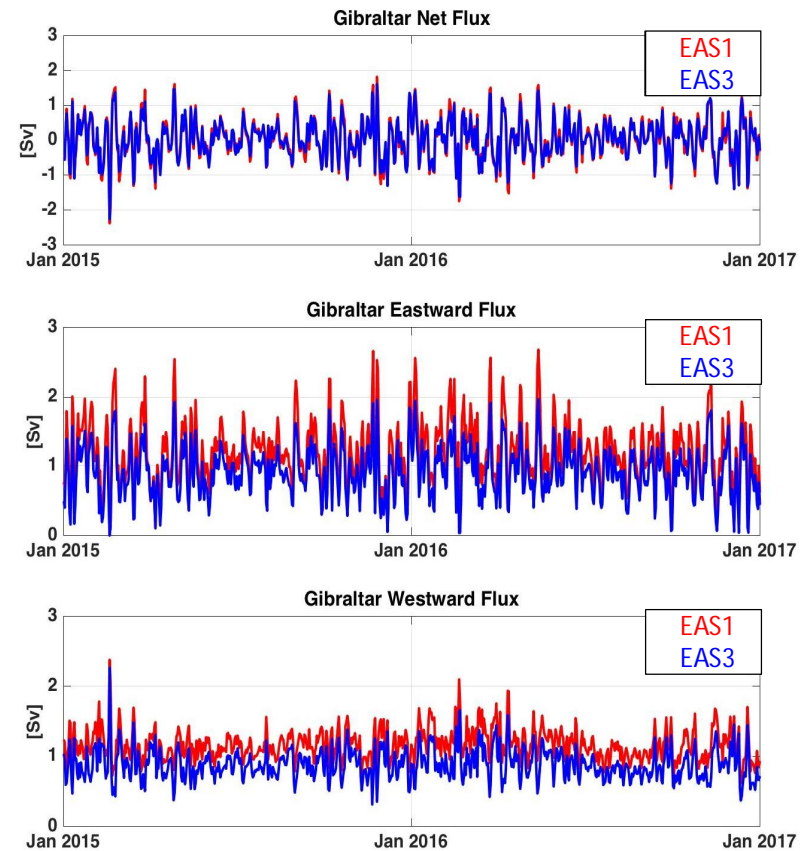 Gibraltar Net Flux
EAS1
EAS3
[Sv]
3
2
1
0
-1
-2
-3
Jan 2015 Jan 2016 Jan 2017
Gibraltar Eastward Flux
EAS1
EAS3
[Sv]
3
2
1
0
Jan 2015 Jan 2016 Jan 2017
Gibraltar Westward Flux
EAS1
EAS3
[Sv]
3
2
1
0
Jan 2015 Jan 2016 Jan 2017